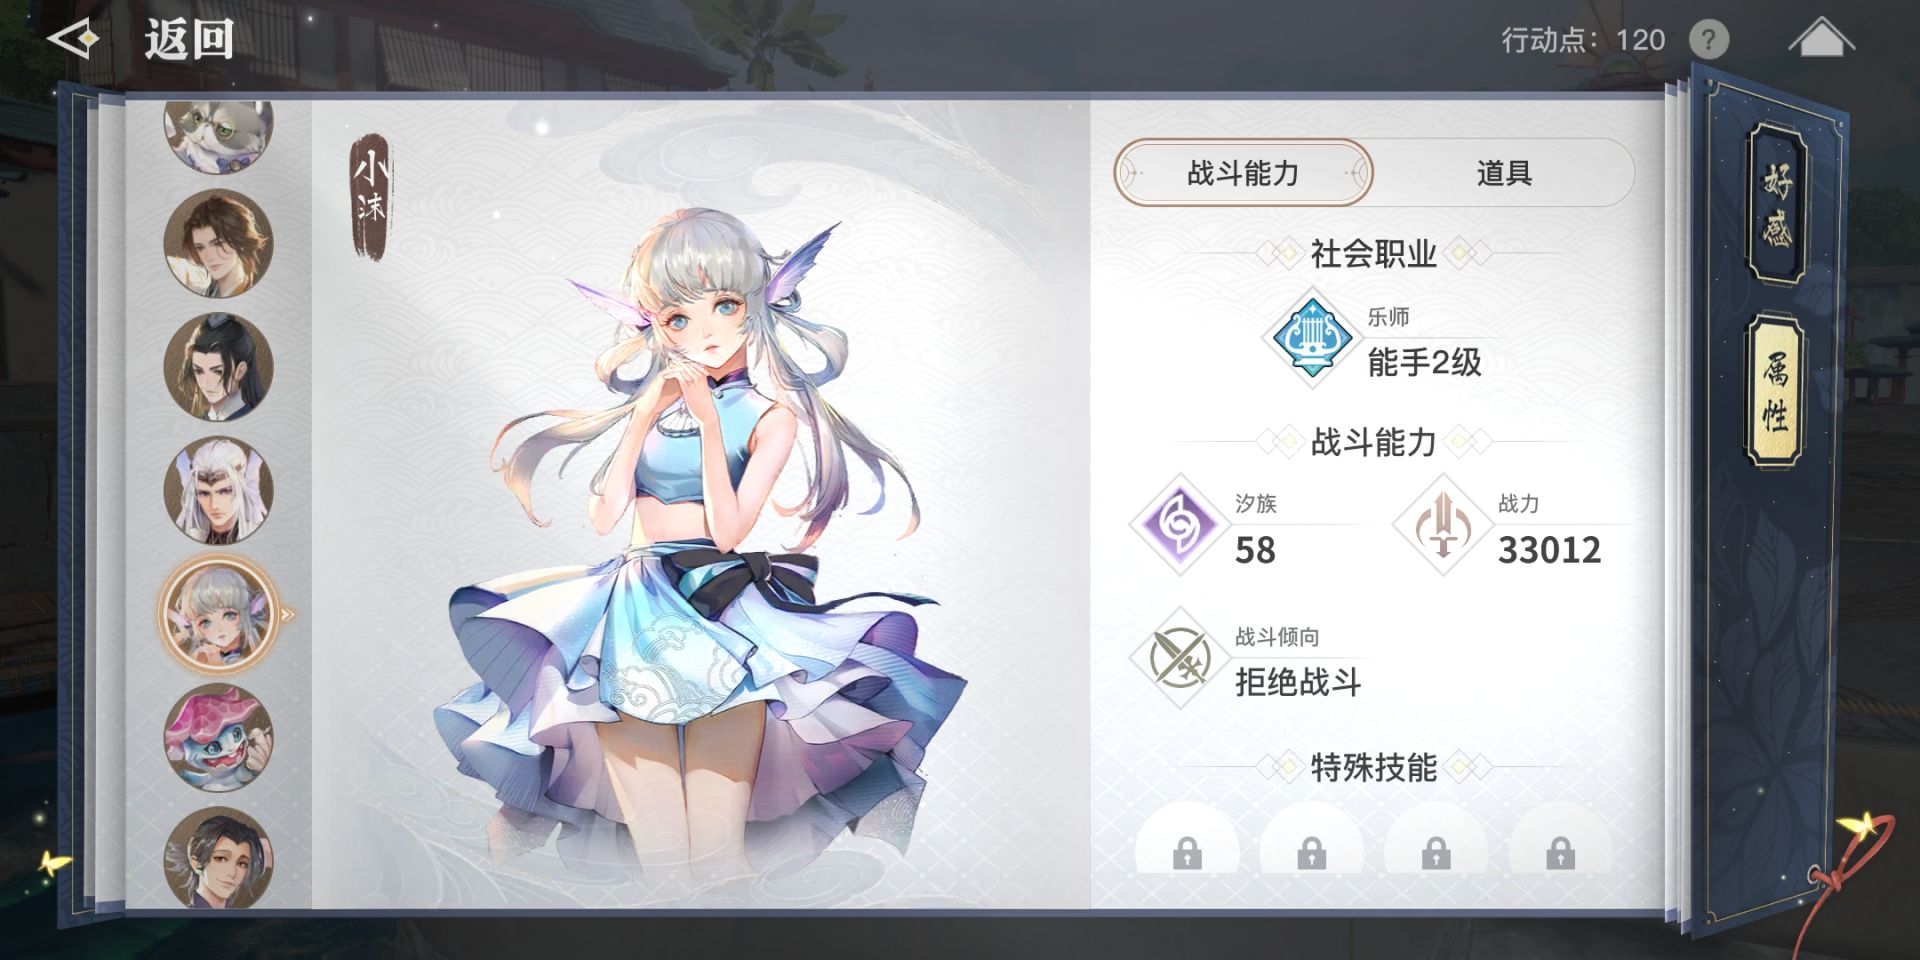 返回
行动点：120
?
小沫
战斗能力
道具
社会职业
乐师
能手2级
战斗能力
汐族
58
战力
33012
战斗倾向
拒绝战斗
特殊技能
好感
属性